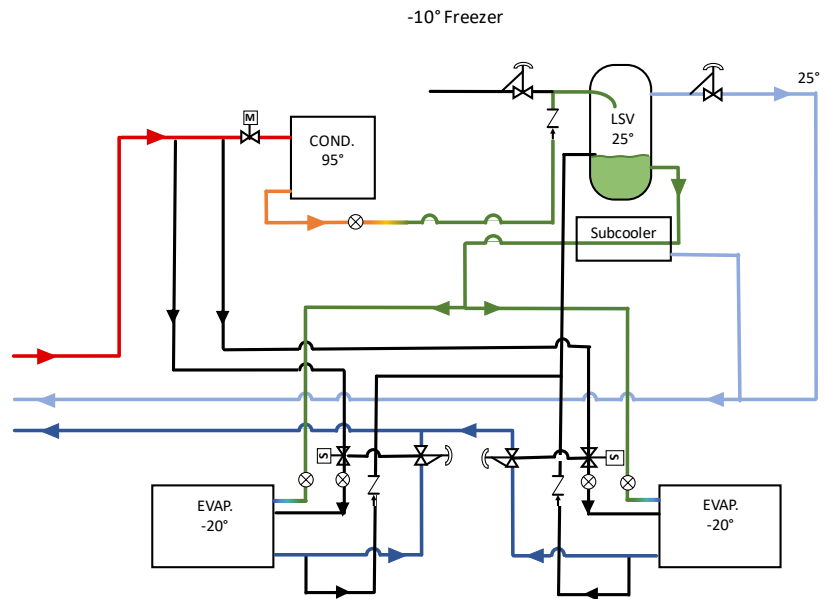 -10° Freezer
25°
LSV
25°
M
COND.
95°
Subcooler
S
S
EVAP.
-20°
EVAP.
-20°